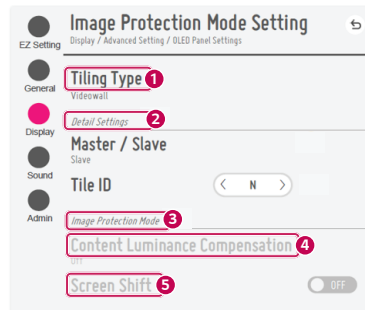 Image Protection Mode Setting
Display / Advanced Setting / OLED Panel Settings
EZ Setting
General
Display
Sound
Admin
Tiling Type 1
Videowall
Detail Settings 2
Master / Slave
Slave
Tile ID < N >
Image Protection Mode 3
Content Luminance Compensation 4
Off
Screen Shift 5 OFF